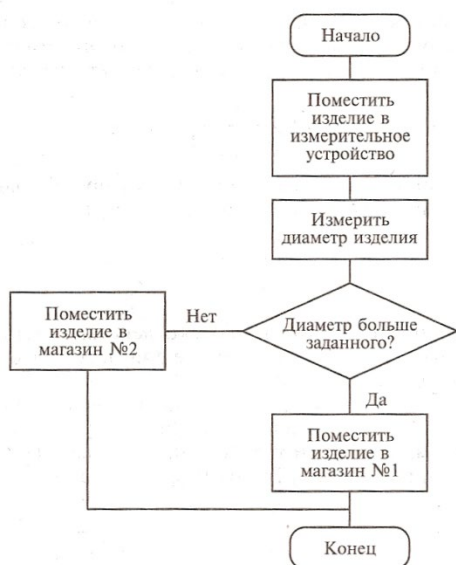 Начало
Поместить
изделие в
измерительное
устройство
Измерить
диаметр изделия
Диаметр больше
заданного?
Нет
Поместить
изделие в
магазин №2
Да
Поместить
изделие в
магазин №1
Конец